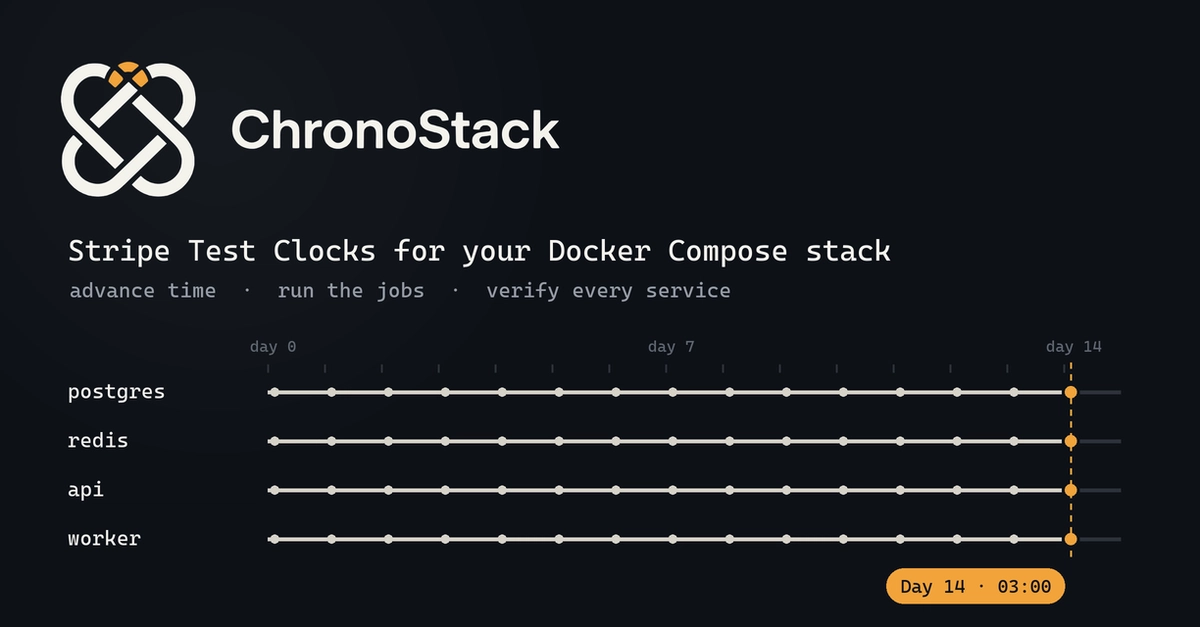 ChronoStack
Stripe Test Clocks for your Docker Compose stack
advance time · run the jobs · verify every service
day 0 day 7 day 14
postgres
redis
api
worker
Day 14 · 03:00